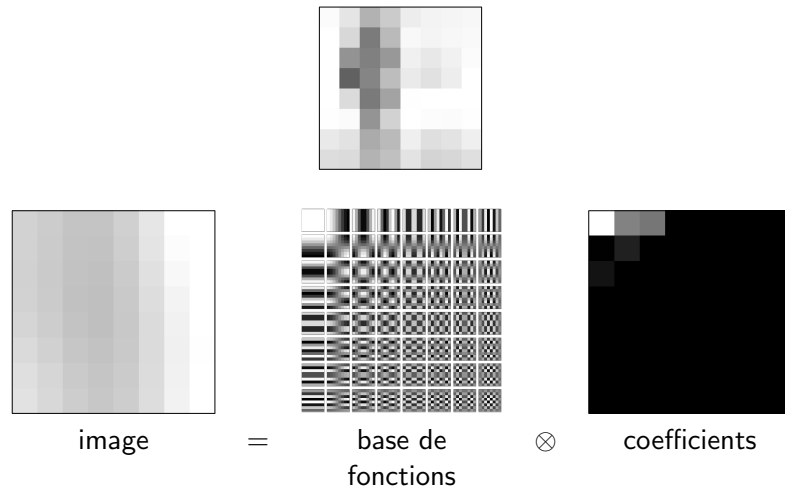 image = base de ⊗ coefficients
fonctions